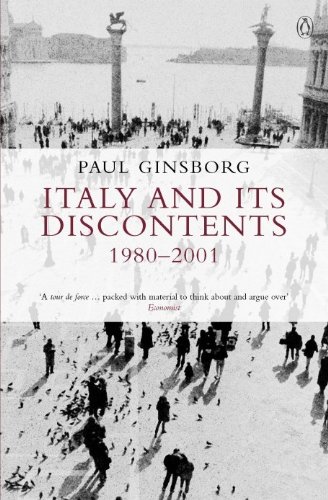 PAUL GINSBORG
ITALY AND ITS
DISCONTENTS
1980–2001
‘A tour de force … packed with material to think about and argue over’
Economist